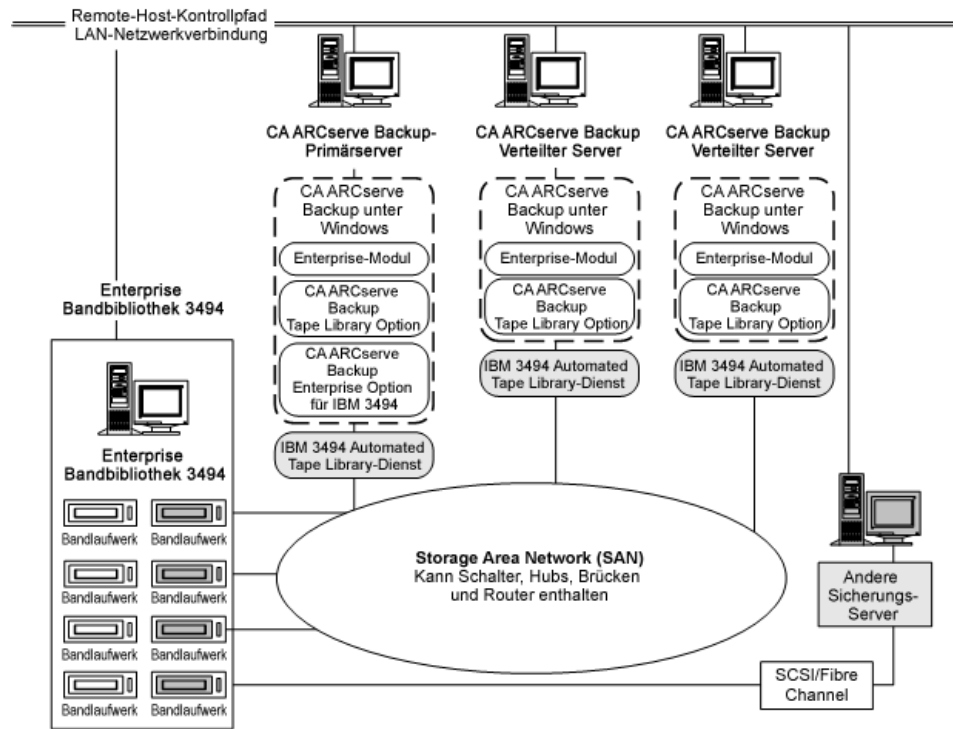 Remote-Host-Kontrollpfad
LAN-Netzwerkverbindung
CA ARCserve Backup-
Primärserver
CA ARCserve Backup
Verteilter Server
CA ARCserve Backup
Verteilter Server
CA ARCserve
Backup unter
Windows
Enterprise-Modul
CA ARCserve
Backup
Tape Library Option
CA ARCserve
Backup
Enterprise Option
für IBM 3494
IBM 3494 Automated
Tape Library-Dienst
CA ARCserve
Backup unter
Windows
Enterprise-Modul
CA ARCserve
Backup
Tape Library Option
IBM 3494 Automated
Tape Library-Dienst
CA ARCserve
Backup unter
Windows
Enterprise-Modul
CA ARCserve
Backup
Tape Library Option
IBM 3494 Automated
Tape Library-Dienst
Enterprise
Bandbibliothek 3494
Enterprise
Bandbibliothek 3494
Bandlaufwerk
Bandlaufwerk
Bandlaufwerk
Bandlaufwerk
Bandlaufwerk
Bandlaufwerk
Bandlaufwerk
Bandlaufwerk
Storage Area Network (SAN)
Kann Schalter, Hubs, Brücken
und Router enthalten
Andere
Sicherungs-
Server
SCSI/Fibre
Channel